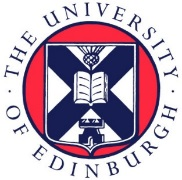 · THE UNIVERSITY ·
OF EDINBURGH